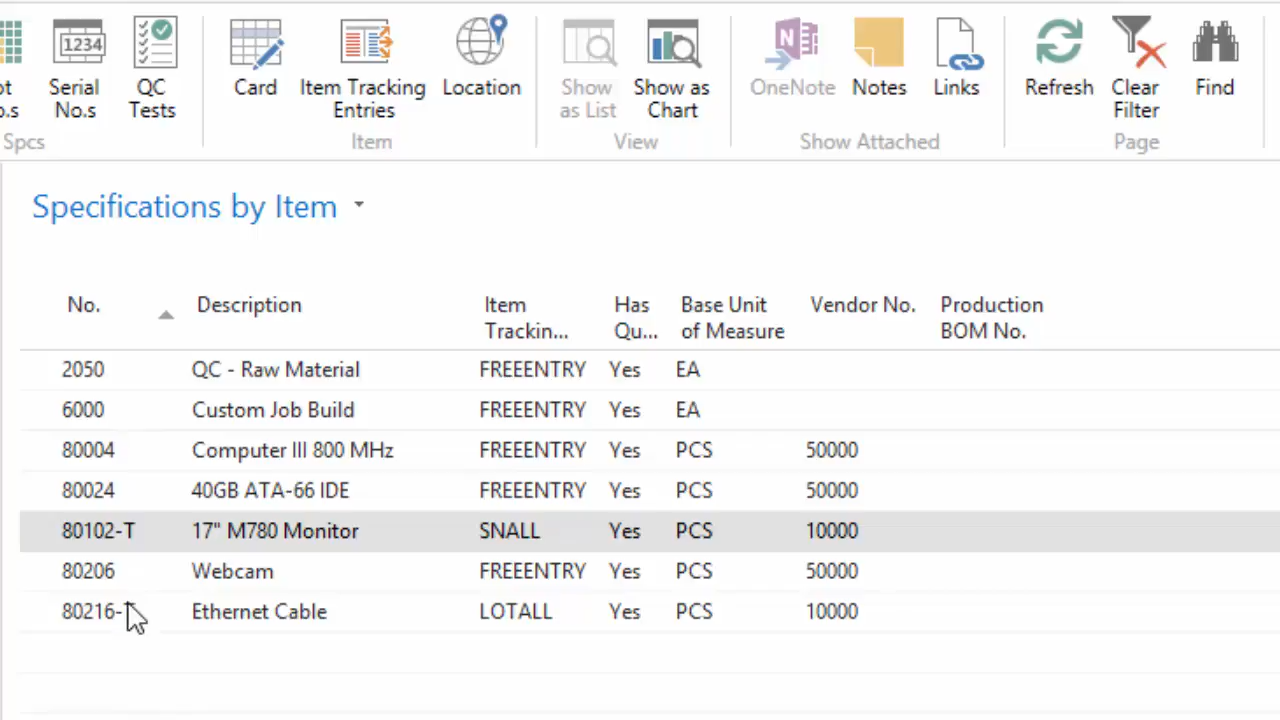 ot Serial QC Card Item Tracking Location Show Show as OneNote Notes Links Refresh Clear Find
o.s No.s Tests Entries as List Chart Filter
Spcs Item View Show Attached Page
1234
Specifications by Item
No. Description Item Has Base Unit Vendor No. Production
Trackin... Qu... of Measure BOM No.
2050 QC - Raw Material FREEENTRY Yes EA
6000 Custom Job Build FREEENTRY Yes EA
80004 Computer III 800 MHz FREEENTRY Yes PCS 50000
80024 40GB ATA-66 IDE FREEENTRY Yes PCS 50000
80102-T 17" M780 Monitor SNALL Yes PCS 10000
80206 Webcam FREEENTRY Yes PCS 50000
80216-T Ethernet Cable LOTALL Yes PCS 10000